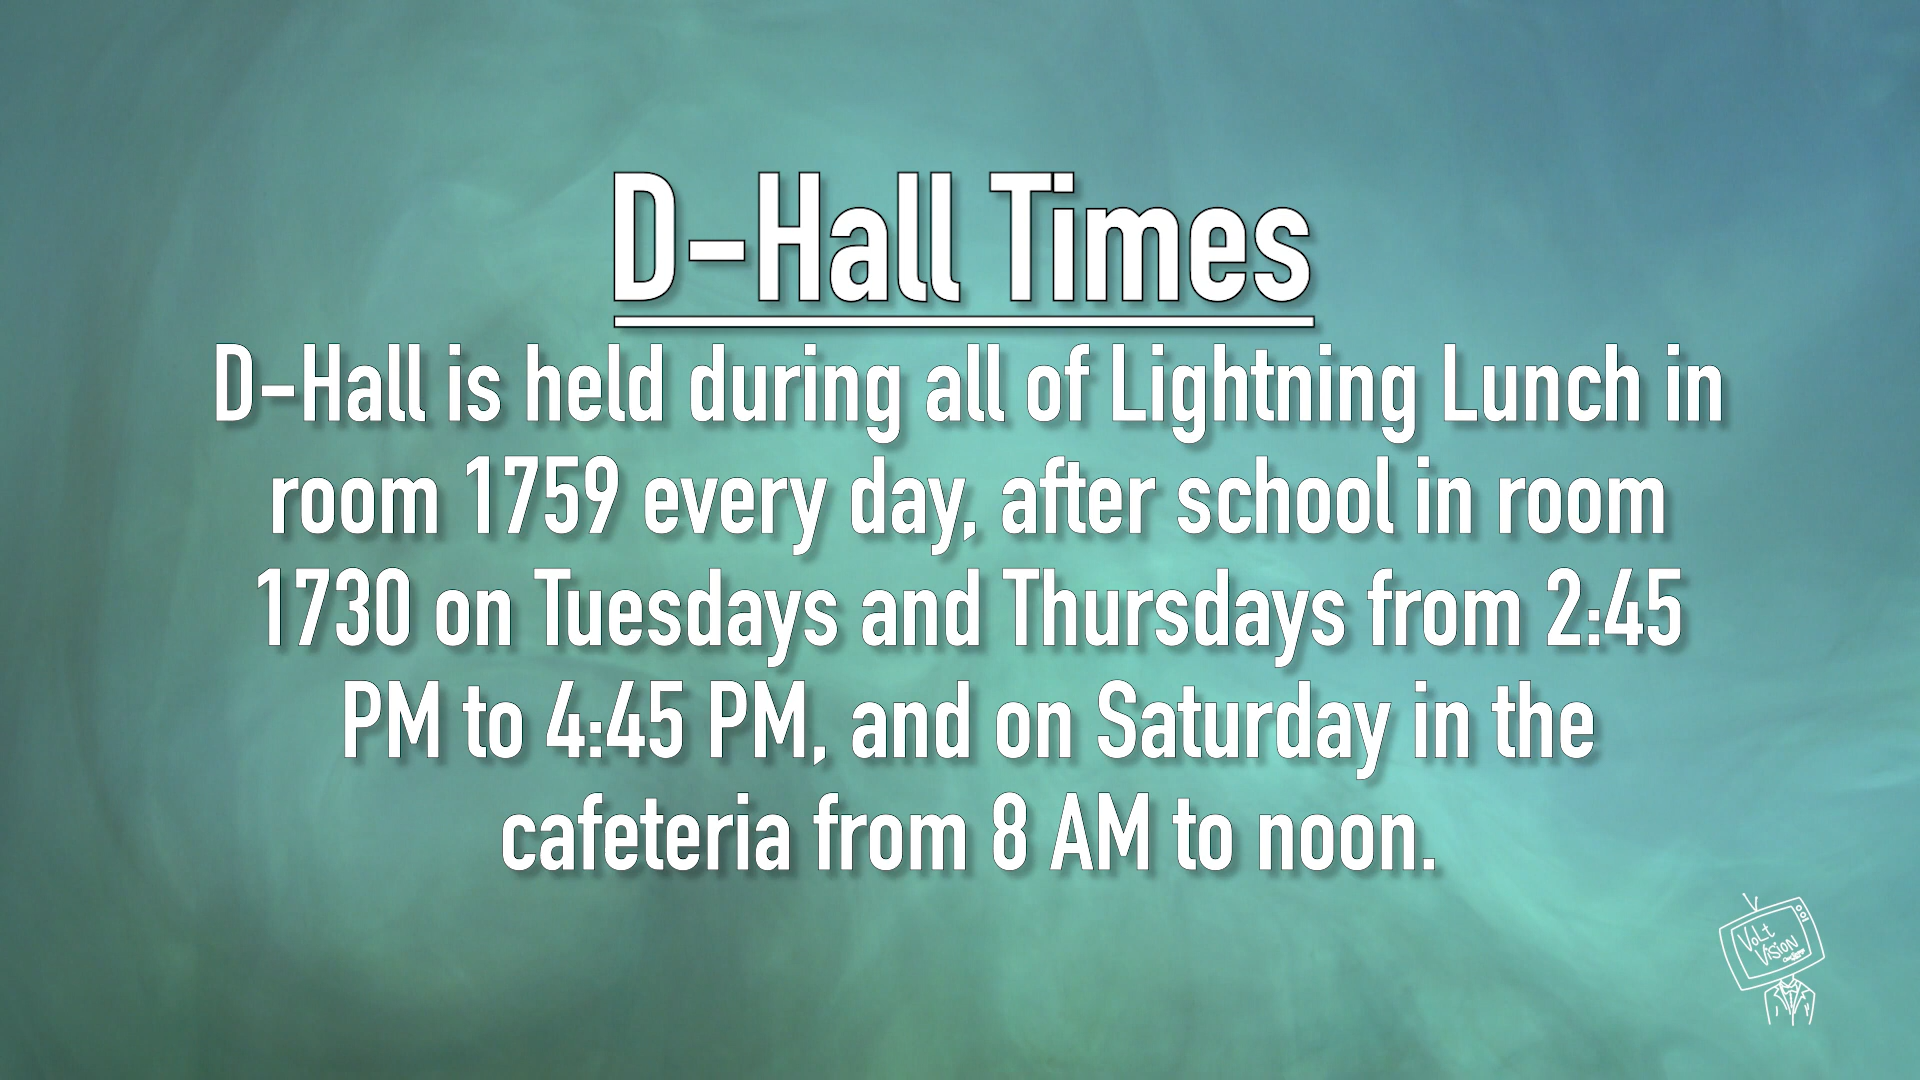 D-Hall Times
D-Hall is held during all of Lightning Lunch in
room 1759 every day, after school in room
1730 on Tuesdays and Thursdays from 2:45
PM to 4:45 PM, and on Saturday in the
cafeteria from 8 AM to noon.
VoLt
VisioN